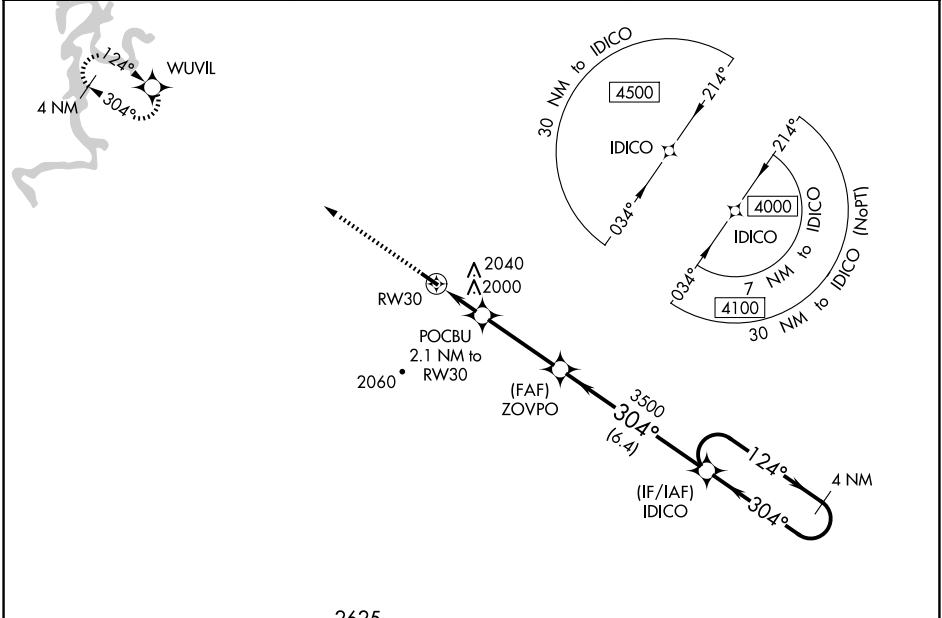 WUVIL
124°
304°
4 NM
30 NM to IDICO
4500
214°
IDICO
034°
214°
4000
IDICO
034°
7 NM to IDICO
4100
30 NM to IDICO (NoPT)
2040
2000
RW30
POCBU
2.1 NM to
RW30
2060
(FAF)
ZOVPO
3500
304°
(6.4)
124°
4 NM
304°
(IF/IAF)
IDICO
2625